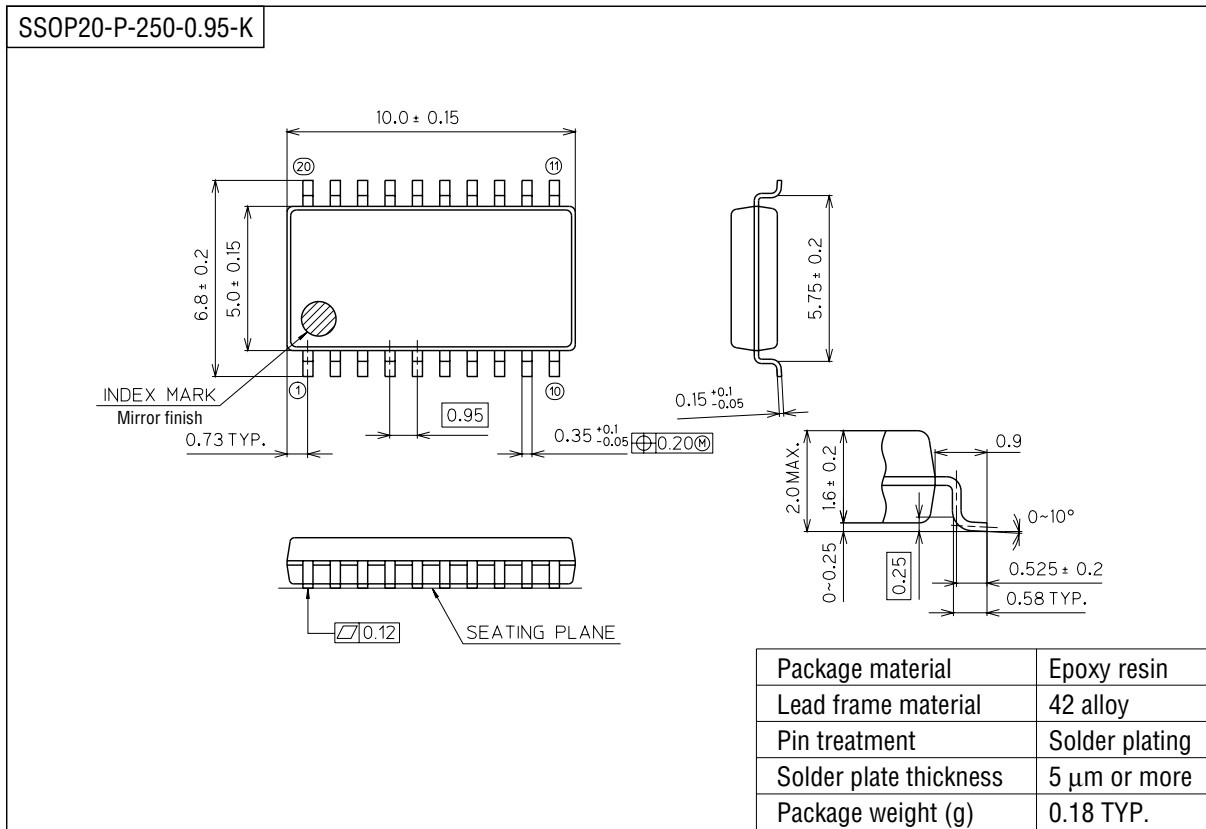 SSOP20-P-250-0.95-K
10.0 ± 0.15
20
11
6.8 ± 0.2
5.0 ± 0.15
5.75 ± 0.2
INDEX MARK
Mirror finish
1
10
0.73 TYP.
0.95
0.35 +0.1 -0.05
0.20 Ⓜ
0.15 +0.1 -0.05
2.0 MAX.
1.6 ± 0.2
0.9
0~10°
0~0.25
0.25
0.525 ± 0.2
0.58 TYP.
0.12
SEATING PLANE
Package material Epoxy resin
Lead frame material 42 alloy
Pin treatment Solder plating
Solder plate thickness 5 μm or more
Package weight (g) 0.18 TYP.